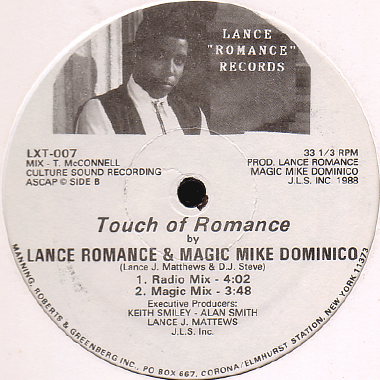 LANCE
"ROMANCE"
RECORDS
LXT-007
MIX - T. McCONNELL
CULTURE SOUND RECORDING
ASCAP © SIDE B
33 1/3 RPM
PROD. LANCE ROMANCE
MAGIC MIKE DOMINICO
J.L.S. INC. 1988
Touch of Romance
by
LANCE ROMANCE & MAGIC MIKE DOMINICO
(Lance J. Matthews & D.J. Steve)
1. Radio Mix - 4:02
2. Magic Mix - 3:48
Executive Producers:
KEITH SMILEY - ALAN SMITH
LANCE J. MATTEWS
J.L.S. Inc.
MANNING, ROBERTS & GREENBERG INC., PO BOX 667, CORONA/ELMHURST STATION, NEW YORK 11373